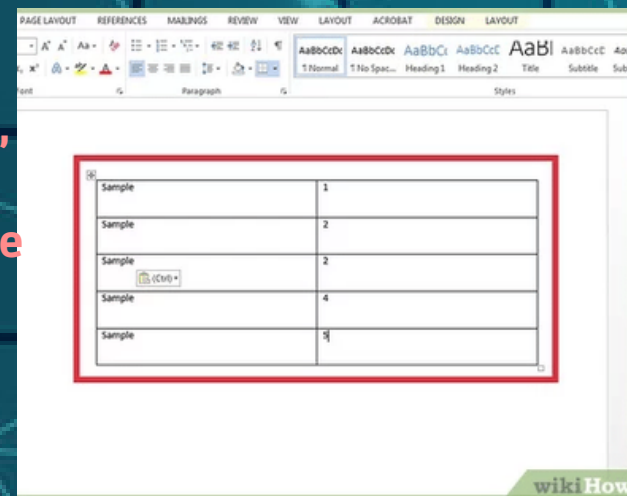 PAGE LAYOUT REFERENCES MAILINGS REVIEW VIEW LAYOUT ACROBAT DESIGN LAYOUT
Aa
AaBbCcDc AaBbCcDc AaBbCc AaBbCcC AaBl AaBbCcC
¶ Normal ¶ No Spac... Heading 1 Heading 2 Title Subtitle
Paragraph Styles
,
e
Sample 1
Sample 2
Sample 2
(Ctrl)
Sample 4
Sample 5
wikiHow